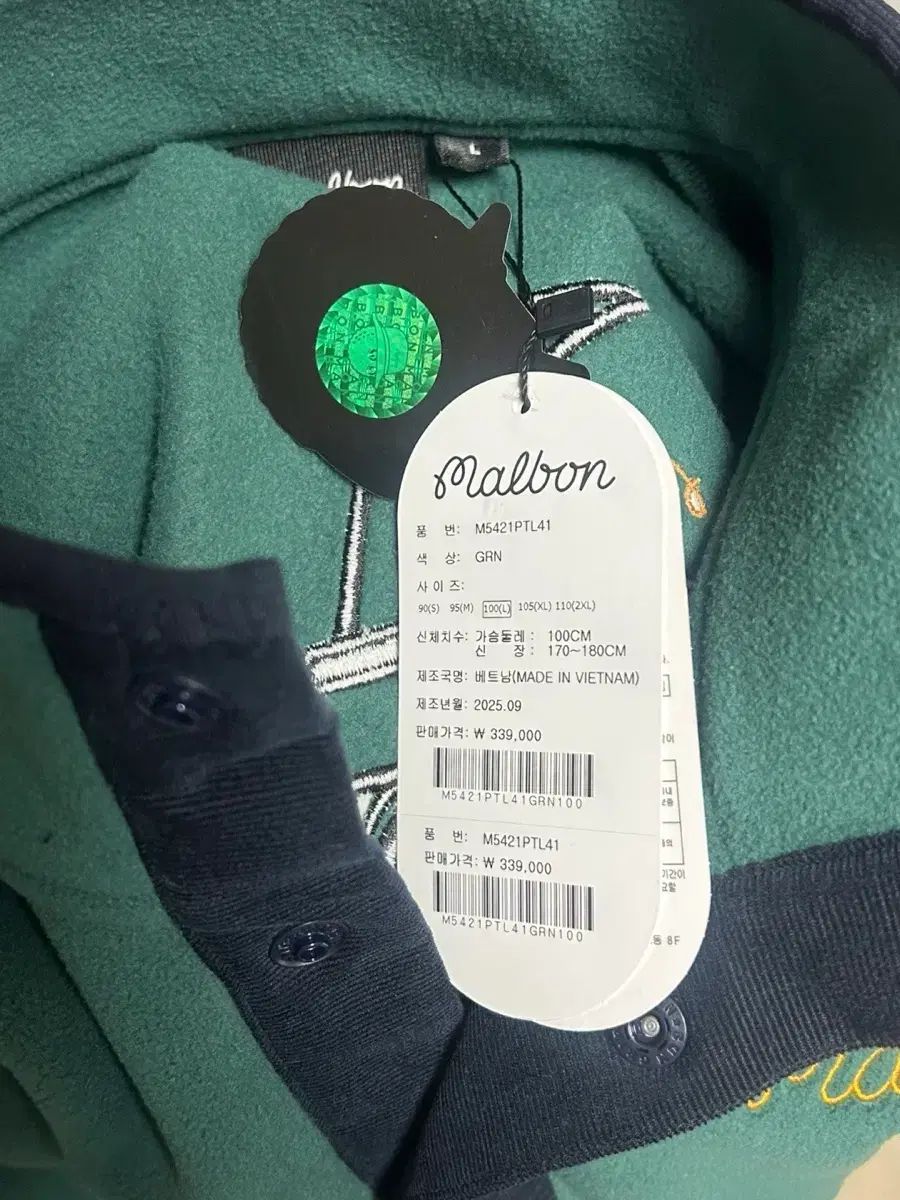 L
Malbon
품 번: M5421PTL41
색 상: GRN
사 이 즈:
90(S) 95(M) 100(L) 105(XL) 110(2XL)
신체치수: 가슴둘레 : 100CM
신 장 : 170~180CM
제조국명: 베트남(MADE IN VIETNAM)
제조년월: 2025.09
판매가격: ₩ 339,000
M5421PTL41GRN100
품 번: M5421PTL41
판매가격: ₩ 339,000
M5421PTL41GRN100
8F